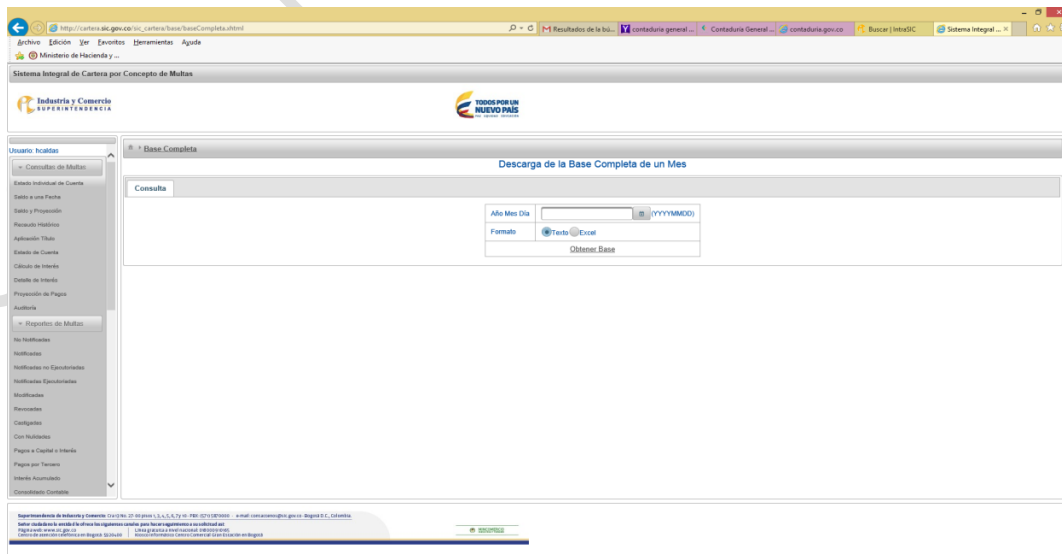 http://cartera.sic.gov.co/sic_cartera/base/baseCompleta.xhtml
Resultados de la bú...
contaduria general ...
Contaduría General ...
contaduria.gov.co
Buscar | IntraSIC
Sistema Integral ...
Archivo Edición Ver Favoritos Herramientas Ayuda
Ministerio de Hacienda y ...
Sistema Integral de Cartera por Concepto de Multas
Industria y Comercio
SUPERINTENDENCIA
TODOS POR UN
NUEVO PAÍS
Usuario: hcaldas
Consultas de Multas
Estado Individual de Cuenta
Saldo a una Fecha
Saldo y Proyección
Recaudo Histórico
Aplicación Título
Estado de Cuenta
Cálculo de Interés
Detalle de Interés
Proyección de Pagos
Auditoría
Reportes de Multas
No Notificadas
Notificadas
Notificadas no Ejecutoriadas
Notificadas Ejecutoriadas
Modificadas
Revocadas
Castigadas
Con Nulidades
Pagos a Capital o Interés
Pagos por Tercero
Interés Acumulado
Consolidado Contable
Base Completa
Descarga de la Base Completa de un Mes
Consulta
Año Mes Día (YYYYMMDD)
Formato Texto Excel
Obtener Base
Superintendencia de Industria y Comercio
Bogotá D.C., Colombia.